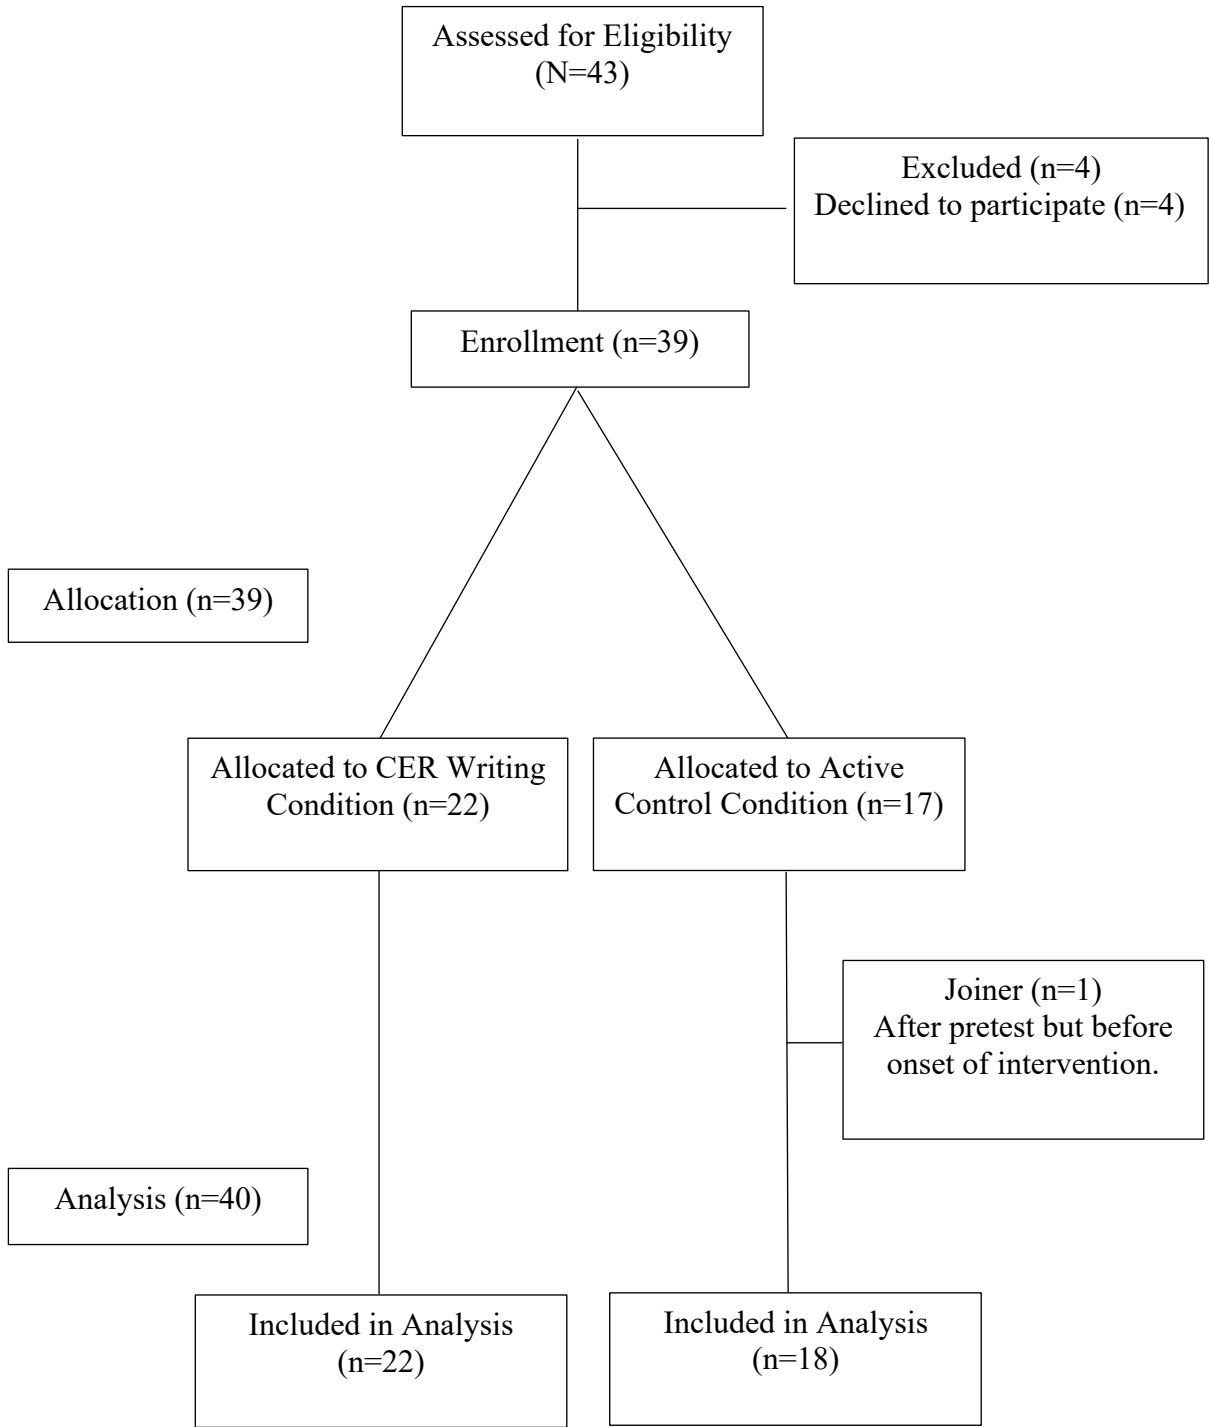 Assessed for Eligibility
(N=43)
Excluded (n=4)
Declined to participate (n=4)
Enrollment (n=39)
Allocation (n=39)
Allocated to CER Writing
Condition (n=22)
Allocated to Active
Control Condition (n=17)
Joiner (n=1)
After pretest but before
onset of intervention.
Analysis (n=40)
Included in Analysis
(n=22)
Included in Analysis
(n=18)